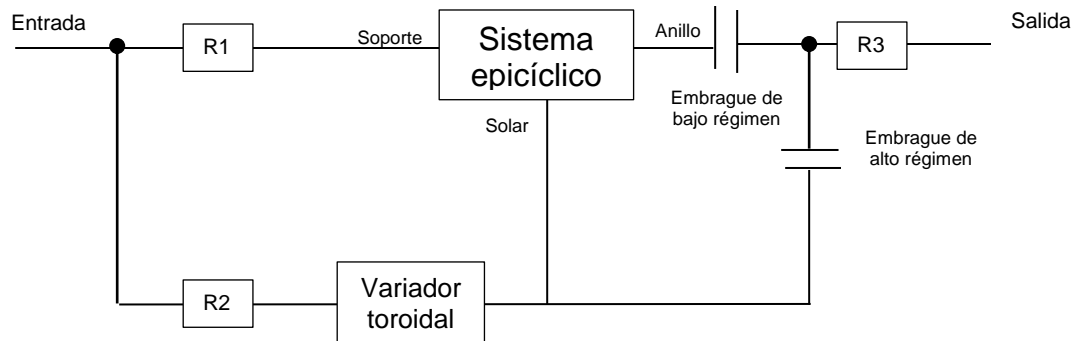 Entrada
Salida
R1
Soporte
Sistema
epicíclico
Anillo
R3
Embrague de
bajo régimen
Solar
Embrague de
alto régimen
R2
Variador
toroidal